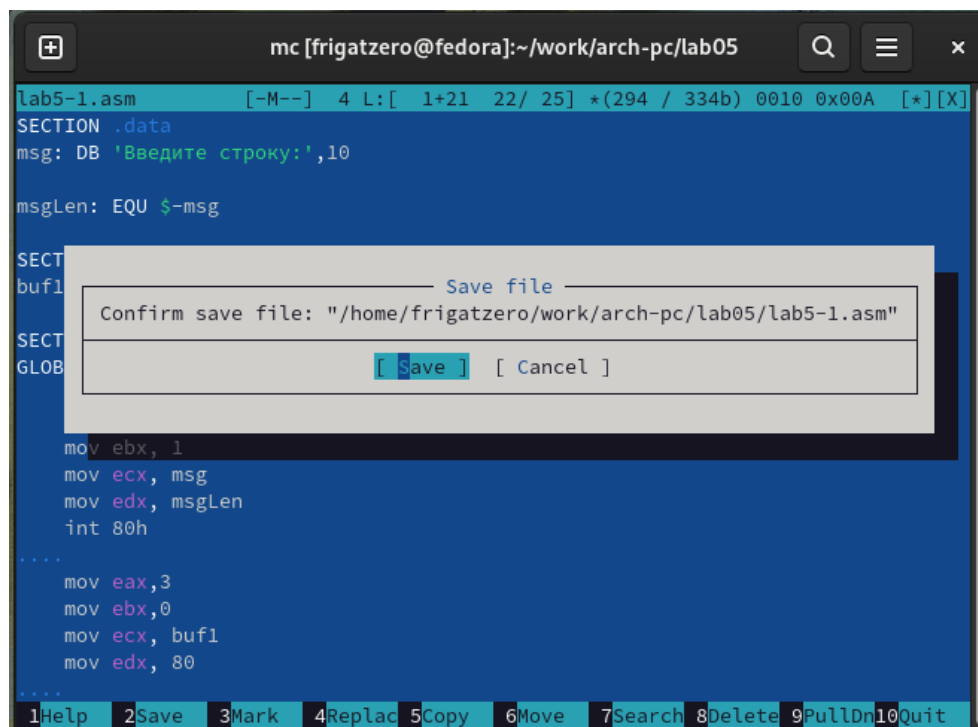 mc [frigatzero@fedora]:~/work/arch-pc/lab05
lab5-1.asm [-M--] 4 L:[ 1+21 22/ 25] *(294 / 334b) 0010 0x00A [*][X]
SECTION .data
msg: DB 'Введите строку:',10
msgLen: EQU $-msg
SECT
buf1
Save file
Confirm save file: "/home/frigatzero/work/arch-pc/lab05/lab5-1.asm"
SECT
GLOB
[ Save ] [ Cancel ]
mov ebx, 1
mov ecx, msg
mov edx, msgLen
int 80h
....
mov eax,3
mov ebx,0
mov ecx, buf1
mov edx, 80
....
1Help 2Save 3Mark 4Replac 5Copy 6Move 7Search 8Delete 9PullDn 10Quit